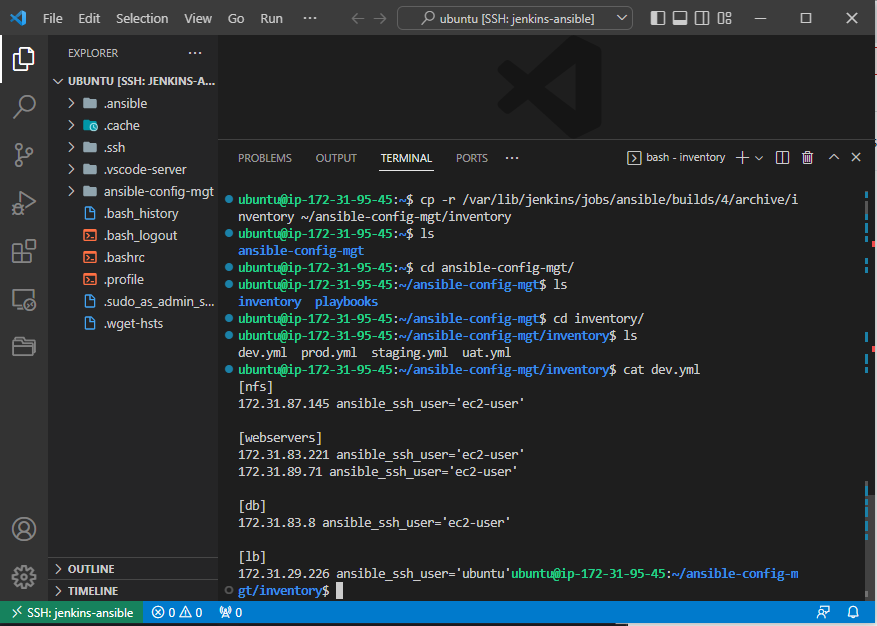 File Edit Selection View Go Run ··· ubuntu [SSH: jenkins-ansible]
EXPLORER ···
UBUNTU [SSH: JENKINS-A...
.ansible
.cache
.ssh
.vscode-server
ansible-config-mgt
.bash_history
.bash_logout
.bashrc
.profile
.sudo_as_admin_s...
.wget-hsts
OUTLINE
TIMELINE
PROBLEMS OUTPUT TERMINAL PORTS ··· bash - inventory
ubuntu@ip-172-31-95-45:~$ cp -r /var/lib/jenkins/jobs/ansible/builds/4/archive/i
nventory ~/ansible-config-mgt/inventory
ubuntu@ip-172-31-95-45:~$ ls
ansible-config-mgt
ubuntu@ip-172-31-95-45:~$ cd ansible-config-mgt/
ubuntu@ip-172-31-95-45:~/ansible-config-mgt$ ls
inventory playbooks
ubuntu@ip-172-31-95-45:~/ansible-config-mgt$ cd inventory/
ubuntu@ip-172-31-95-45:~/ansible-config-mgt/inventory$ ls
dev.yml prod.yml staging.yml uat.yml
ubuntu@ip-172-31-95-45:~/ansible-config-mgt/inventory$ cat dev.yml
[nfs]
172.31.87.145 ansible_ssh_user='ec2-user'
[webservers]
172.31.83.221 ansible_ssh_user='ec2-user'
172.31.89.71 ansible_ssh_user='ec2-user'
[db]
172.31.83.8 ansible_ssh_user='ec2-user'
[lb]
172.31.29.226 ansible_ssh_user='ubuntu'ubuntu@ip-172-31-95-45:~/ansible-config-m
gt/inventory$
SSH: jenkins-ansible 0 0 0